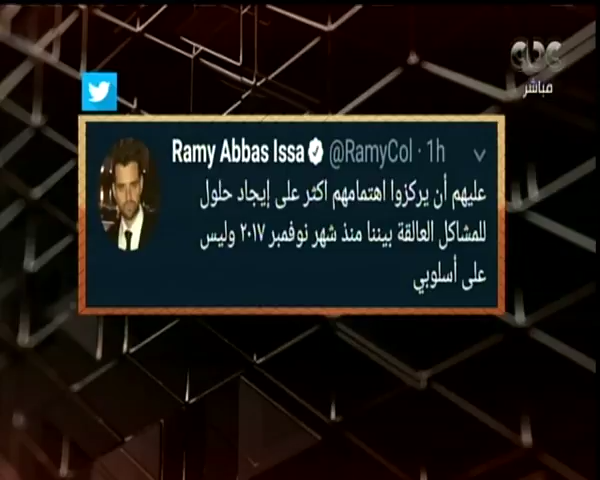 cbc
مباشر
Ramy Abbas Issa @RamyCol · 1h
عليهم أن يركزوا اهتمامهم اكثر على إيجاد حلول
للمشاكل العالقة بيننا منذ شهر نوفمبر ٢٠١٧ وليس
على أسلوبي